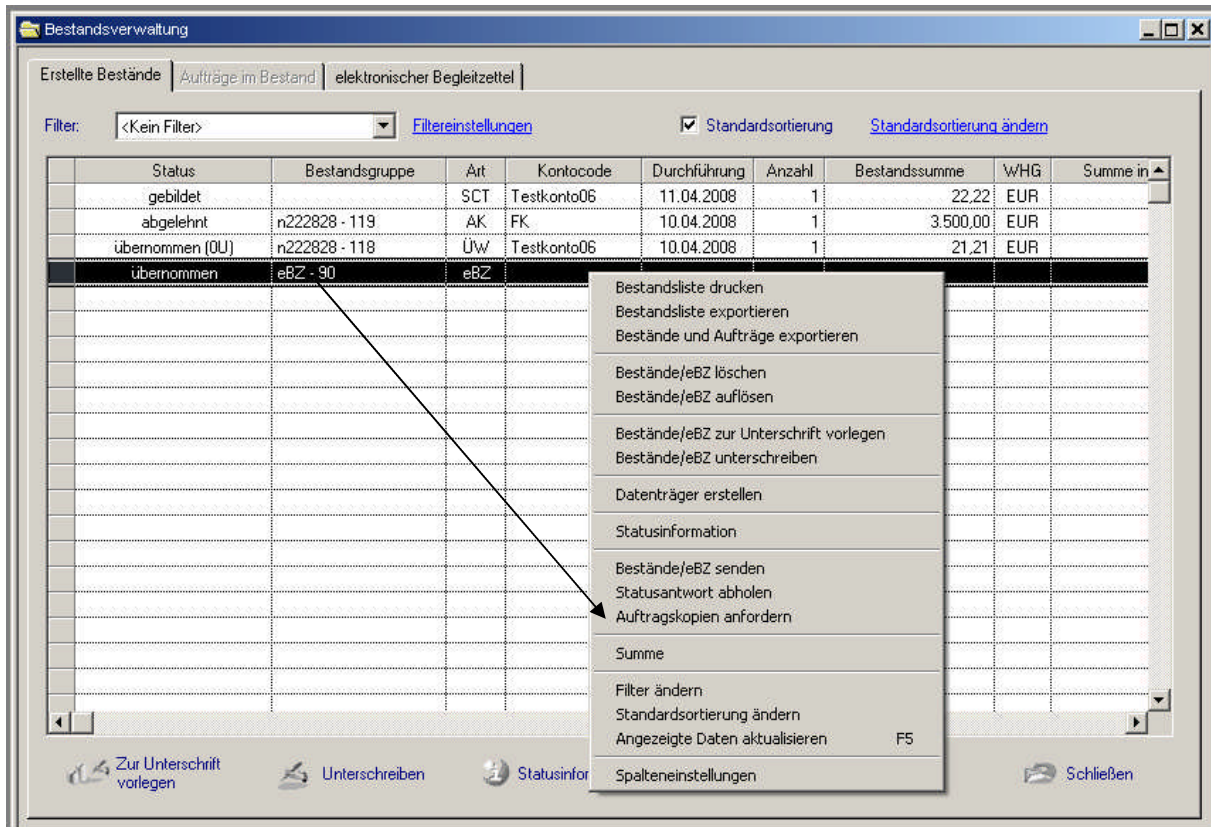 Bestandsverwaltung
Erstellte Bestände Aufträge im Bestand elektronischer Begleitzettel
Filter: <Kein Filter> Filtereinstellungen Standardsortierung Standardsortierung ändern
Status Bestandsgruppe Art Kontocode Durchführung Anzahl Bestandssumme WHG Summe in
gebildet SCT Testkonto06 11.04.2008 1 22,22 EUR
abgelehnt n222828 - 119 AK FK 10.04.2008 1 3.500,00 EUR
übernommen (0U) n222828 - 118 ÜW Testkonto06 10.04.2008 1 21,21 EUR
übernommen eBZ - 90 eBZ
Bestandsliste drucken
Bestandsliste exportieren
Bestände und Aufträge exportieren
Bestände/eBZ löschen
Bestände/eBZ auflösen
Bestände/eBZ zur Unterschrift vorlegen
Bestände/eBZ unterschreiben
Datenträger erstellen
Statusinformation
Bestände/eBZ senden
Statusantwort abholen
Auftragskopien anfordern
Summe
Filter ändern
Standardsortierung ändern
Angezeigte Daten aktualisieren F5
Spalteneinstellungen
Zur Unterschrift
vorlegen
Unterschreiben
Statusinfor
Schließen